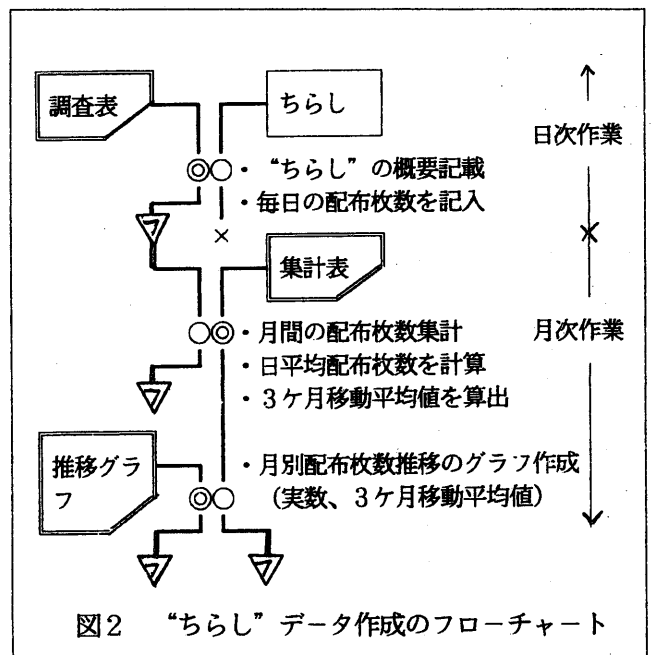 調査表
ちらし
日次作業
◎○・“ちらし”の概要記載
・毎日の配布枚数を記入
フ
×
集計表
○◎・月間の配布枚数集計
月次作業
・日平均配布枚数を計算
フ
・3ケ月移動平均値を算出
推移グラ
フ
・月別配布枚数推移のグラフ作成
◎○
(実数、3ケ月移動平均値)
フ
フ
図2 “ちらし”データ作成のフローチャート